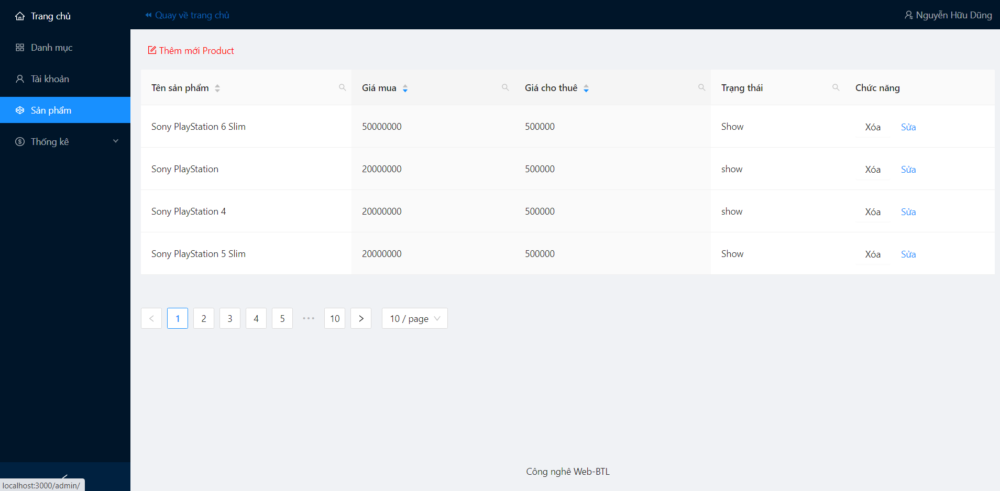 Trang chủ
Quay về trang chủ
Nguyễn Hữu Dũng
Danh mục
Tài khoản
Sản phẩm
Thống kê
Thêm mới Product
Tên sản phẩm Giá mua Giá cho thuê Trạng thái Chức năng
Sony PlayStation 6 Slim 50000000 500000 Show Xóa Sửa
Sony PlayStation 20000000 500000 show Xóa Sửa
Sony PlayStation 4 20000000 500000 show Xóa Sửa
Sony PlayStation 5 Slim 20000000 500000 Show Xóa Sửa
< 1 2 3 4 5 ••• 10 > 10 / page
Công nghê Web-BTL
localhost:3000/admin/